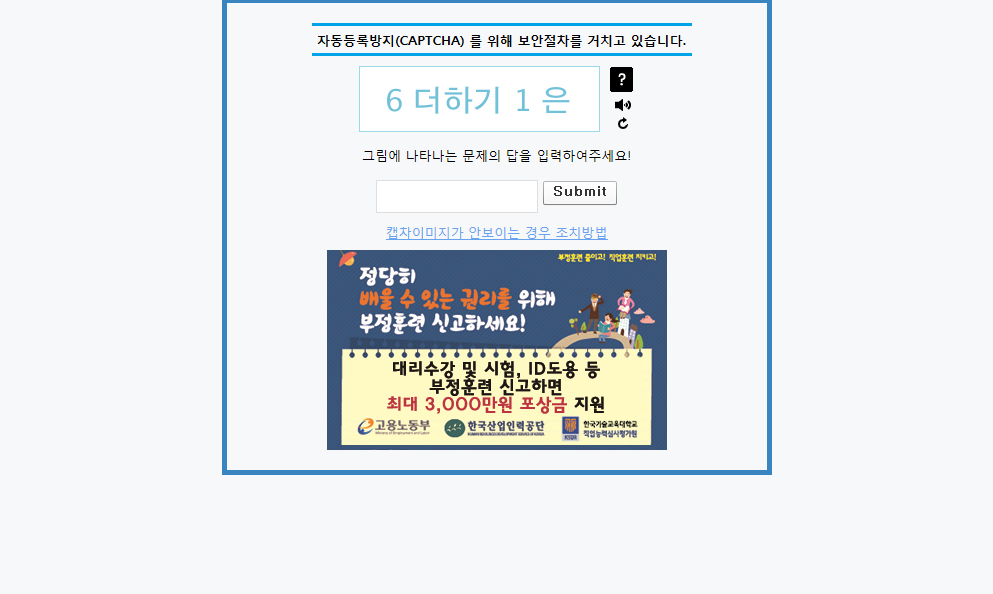 자동등록방지(CAPTCHA) 를 위해 보안절차를 거치고 있습니다.
6 더하기 1 은
?
그림에 나타나는 문제의 답을 입력하여주세요!
Submit
캡차이미지가 안보이는 경우 조치방법
부정훈련 줄이고! 직업훈련 지키고!
정당히
배울 수 있는 권리를 위해
부정훈련 신고하세요!
대리수강 및 시험, ID도용 등
부정훈련 신고하면
최대 3,000만원 포상금 지원
고용노동부
한국산업인력공단
한국기술교육대학교
직업능력심사평가원